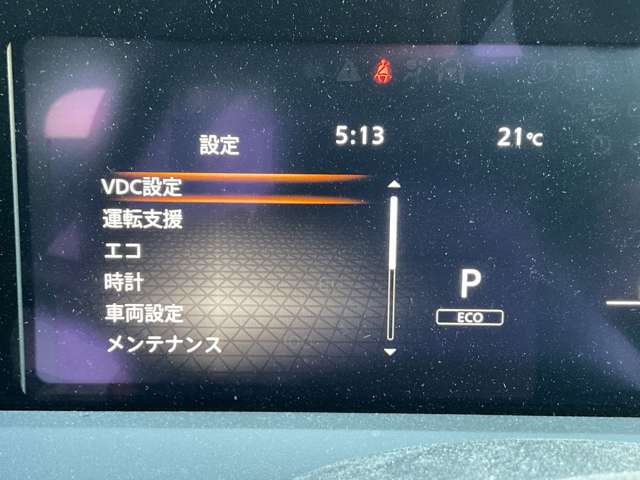 設定 5:13 21℃
VDC設定
運転支援
エコ
時計
車両設定
メンテナンス
P
ECO